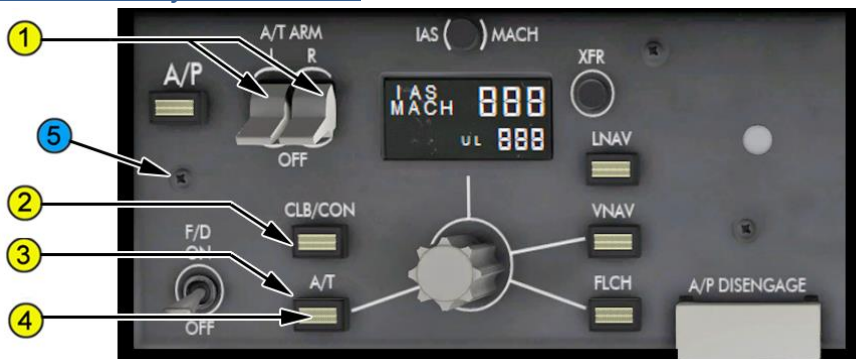 1
A/T ARM
L R
IAS ( ) MACH
A/P
XFR
IAS
MACH 888
UL 888
5
OFF
LNAV
2
CLB/CON
F/D
ON
VNAV
3
A/T
FLCH
A/P DISENGAGE
4
OFF